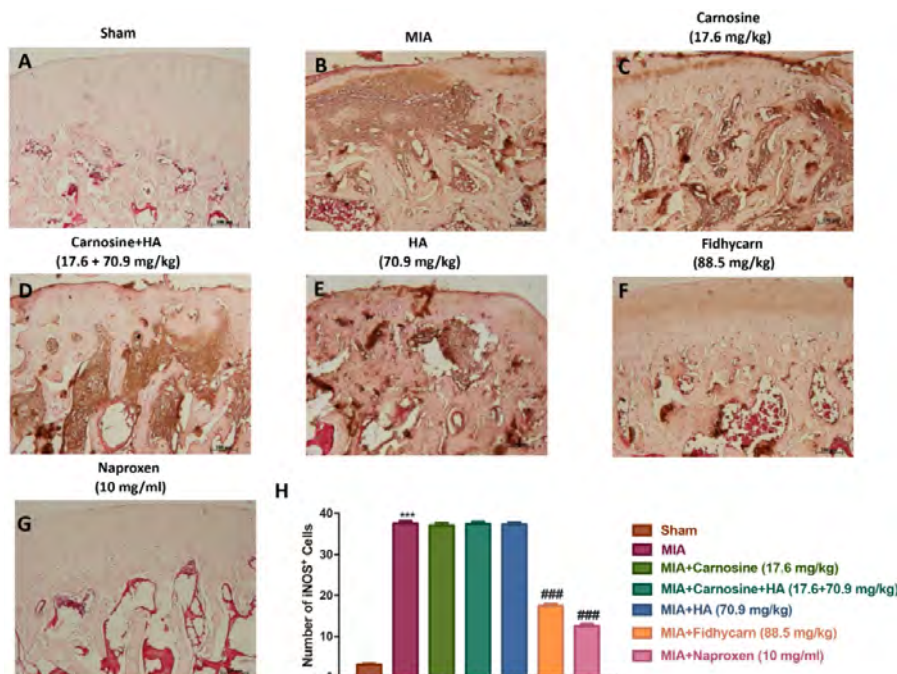 Sham
MIA
Carnosine
(17.6 mg/kg)
A
B
C
Carnosine+HA
(17.6 + 70.9 mg/kg)
HA
(70.9 mg/kg)
Fidhycarn
(88.5 mg/kg)
D
E
F
Naproxen
(10 mg/ml)
G
H
Number of iNOS⁺ Cells
40
30
20
10
***
###
###
Sham
MIA
MIA+Carnosine (17.6 mg/kg)
MIA+Carnosine+HA (17.6+70.9 mg/kg)
MIA+HA (70.9 mg/kg)
MIA+Fidhycarn (88.5 mg/kg)
MIA+Naproxen (10 mg/ml)